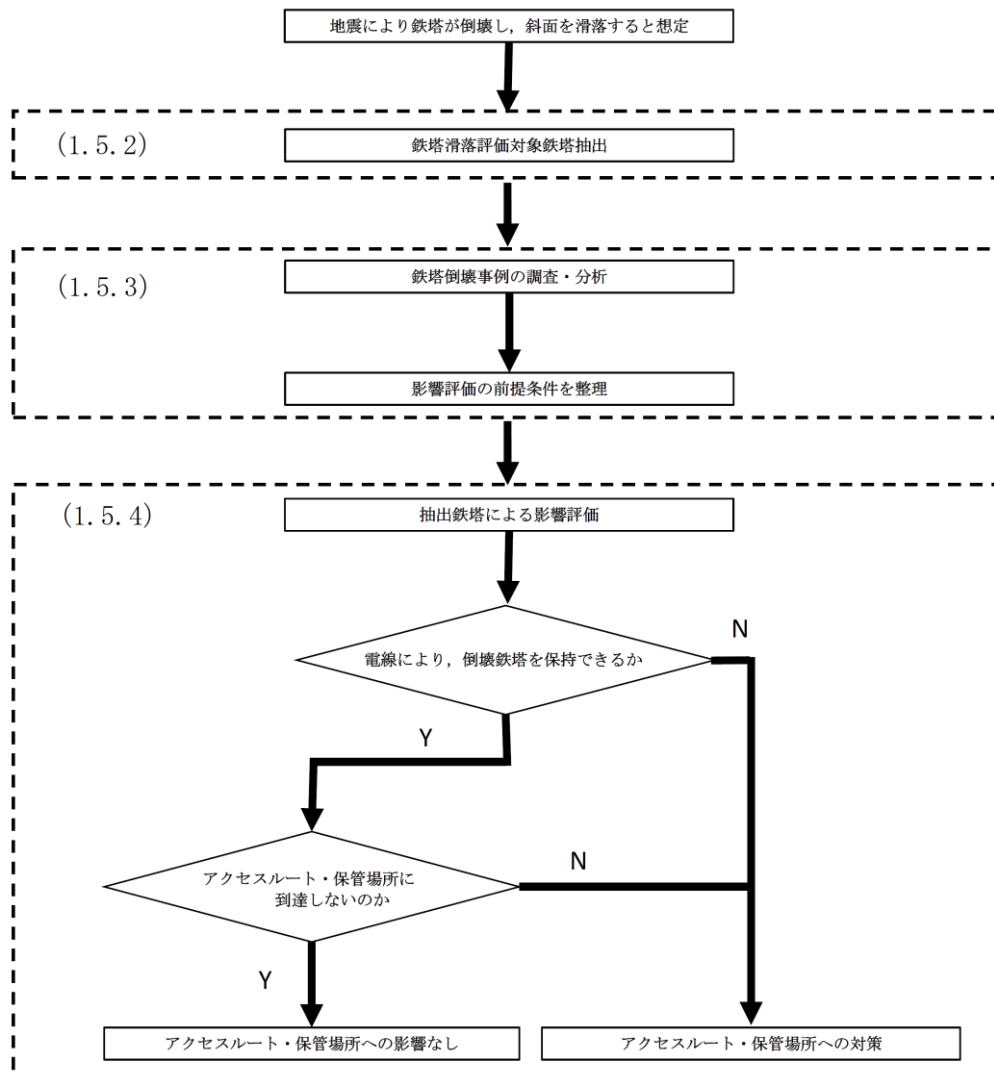 地震により鉄塔が倒壊し，斜面を滑落すると想定
(1.5.2)
鉄塔滑落評価対象鉄塔抽出
(1.5.3)
鉄塔倒壊事例の調査・分析
影響評価の前提条件を整理
(1.5.4)
抽出鉄塔による影響評価
電線により，倒壊鉄塔を保持できるか
N
Y
アクセスルート・保管場所に
到達しないのか
N
Y
アクセスルート・保管場所への影響なし
アクセスルート・保管場所への対策